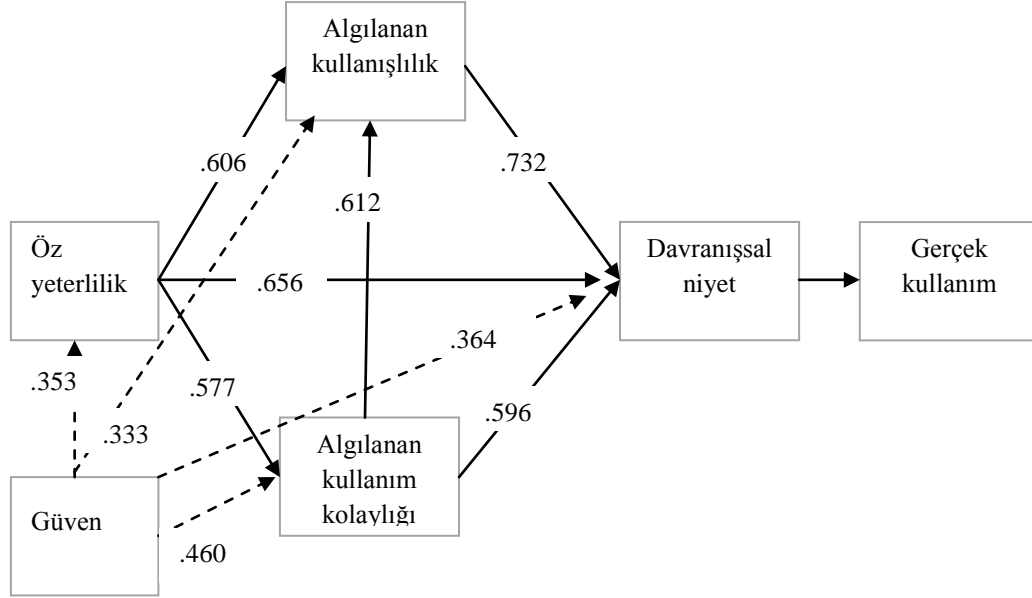 Algılanan
kullanışlılık
.606
.732
.612
Öz
yeterlilik
.656
Davranışsal
niyet
Gerçek
kullanım
.364
.353
.577
.333
.596
Algılanan
kullanım
kolaylığı
Güven
.460